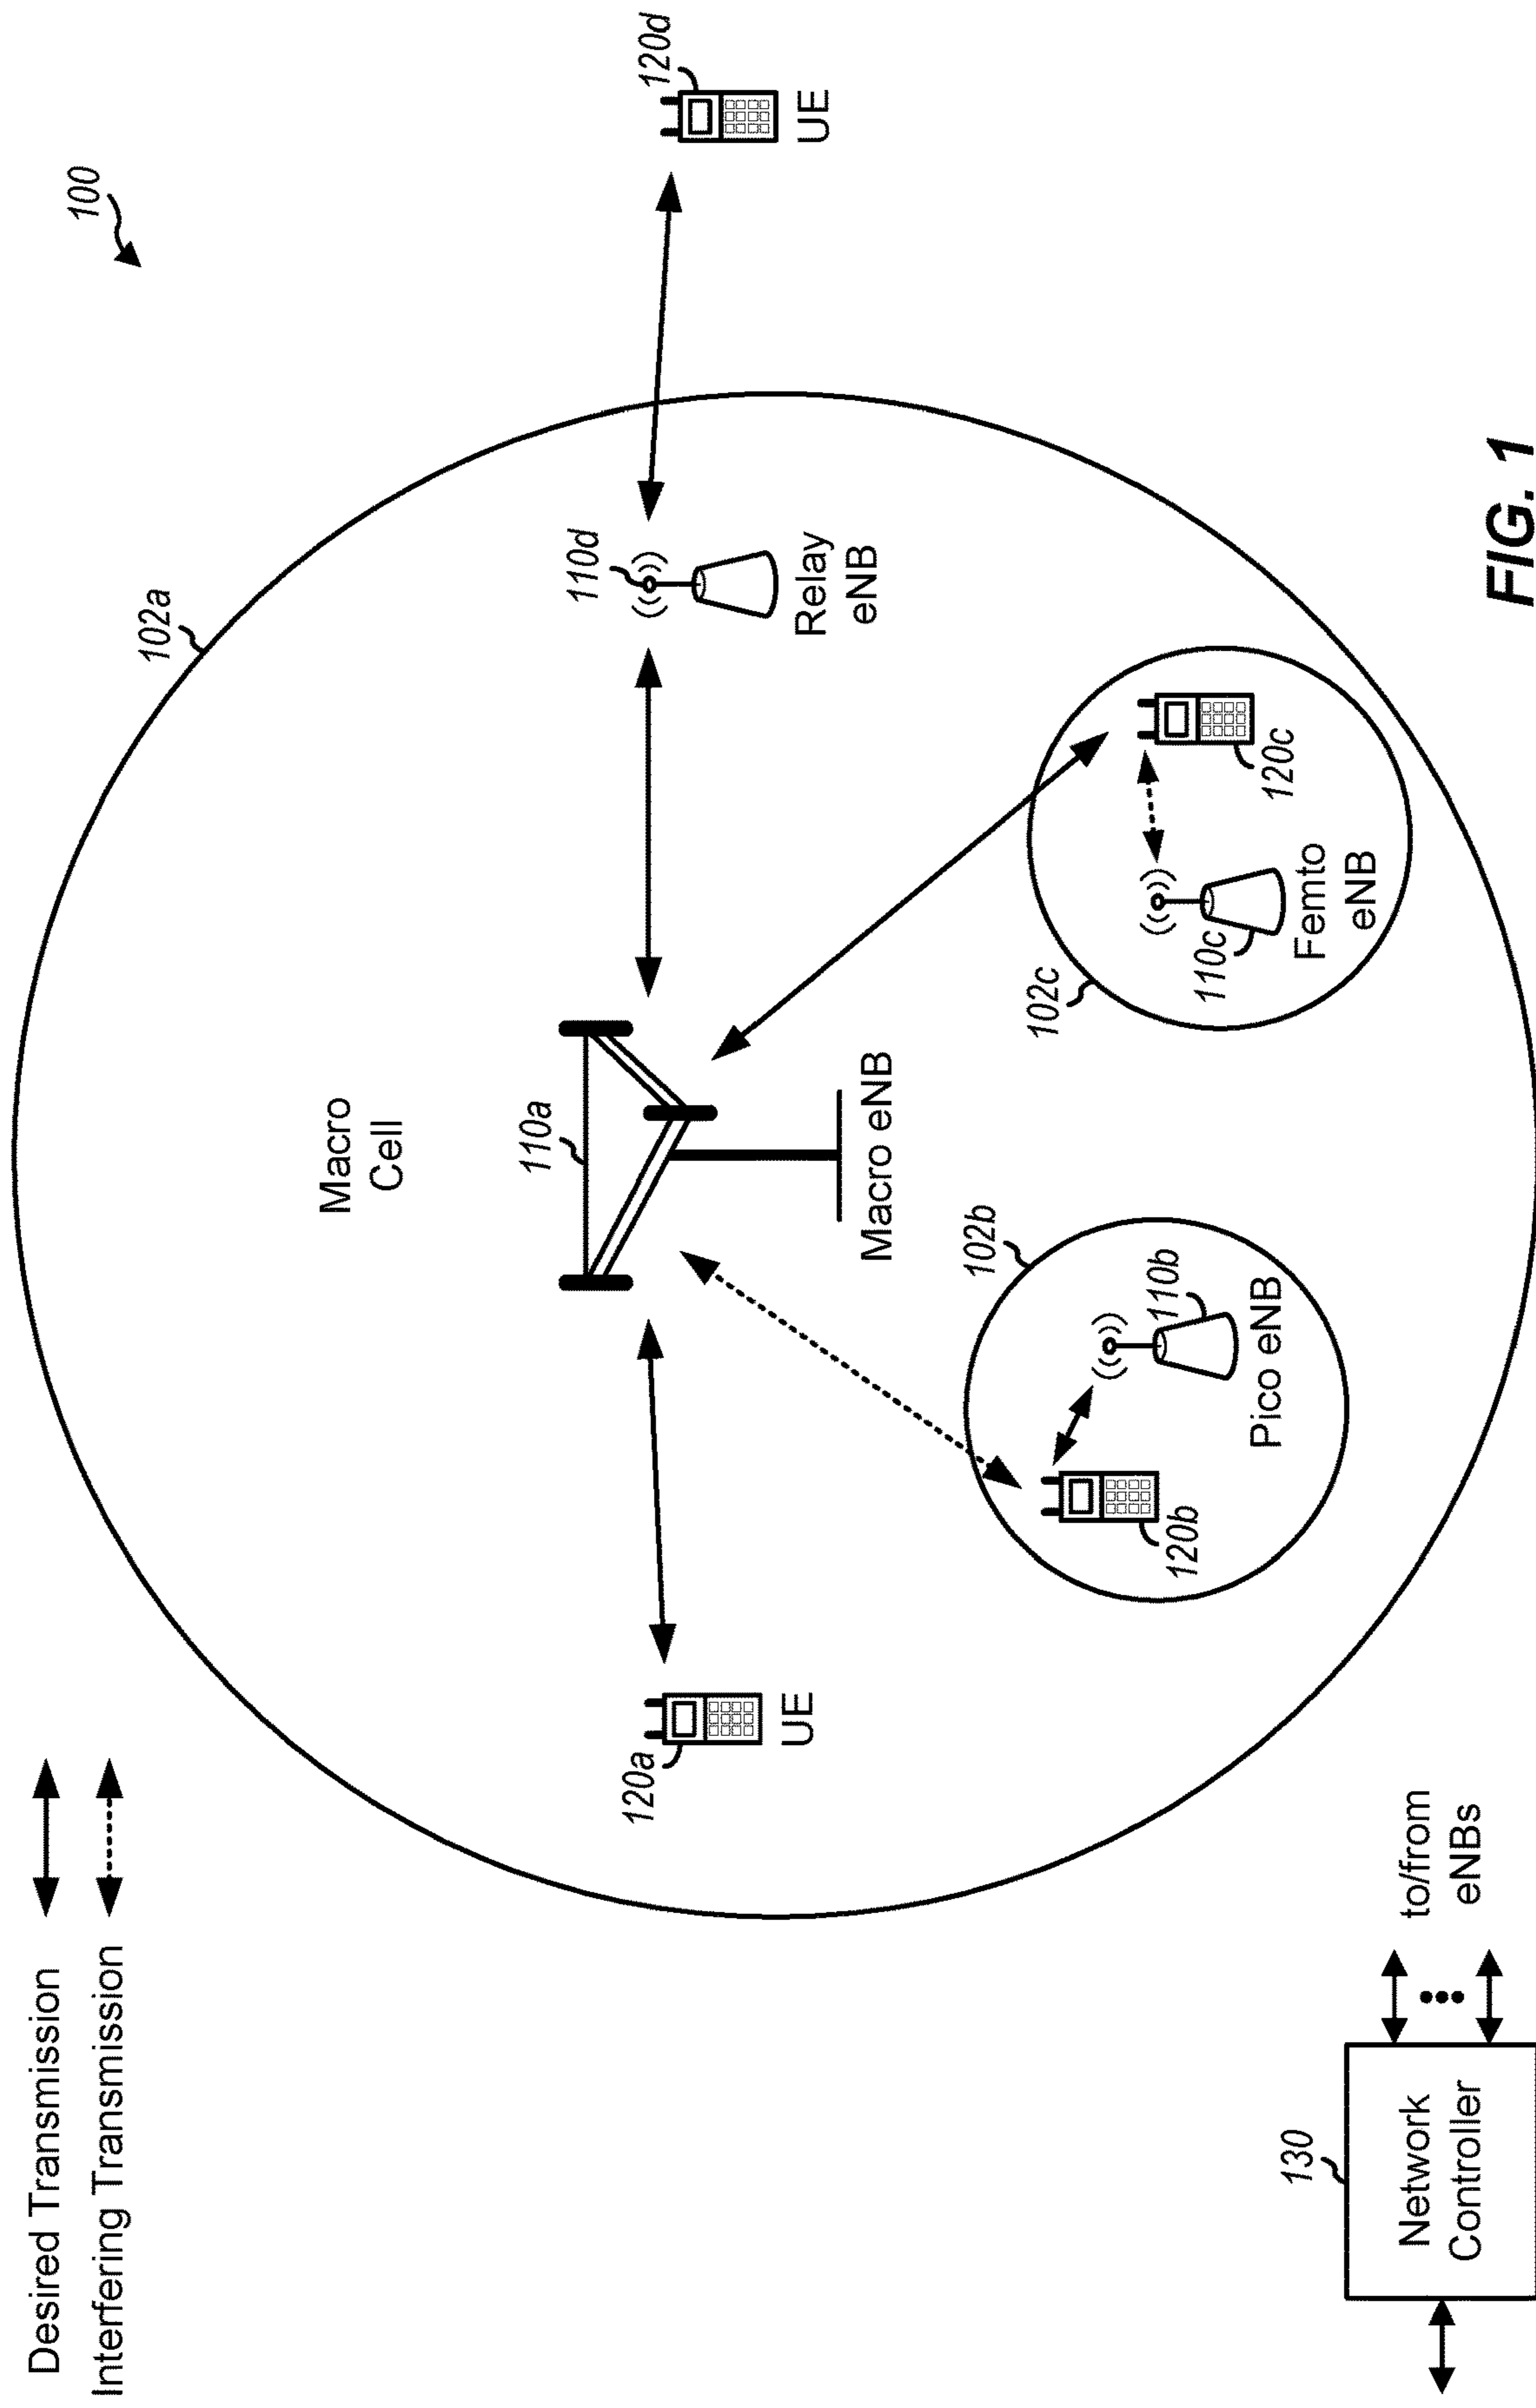 Desired Transmission
Interfering Transmission
100
102a
Macro
Cell
110a
110d
120a
UE
Macro eNB
Relay
eNB
120d
UE
102b
120b
110b
Pico eNB
102c
110c
Femto
eNB
120c
130
Network
Controller
to/from
eNBs
FIG. 1